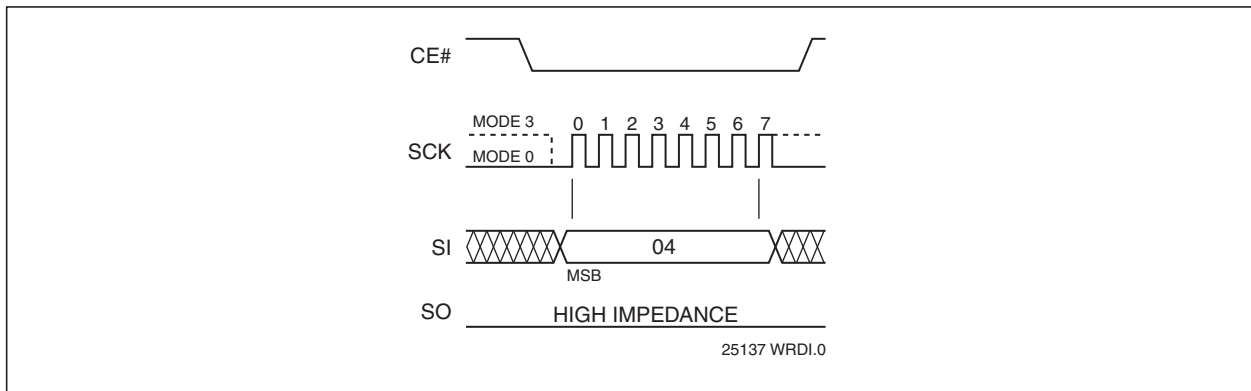 CE#
MODE 3
0 1 2 3 4 5 6 7
SCK
MODE 0
SI
04
MSB
SO
HIGH IMPEDANCE
25137 WRDI.0